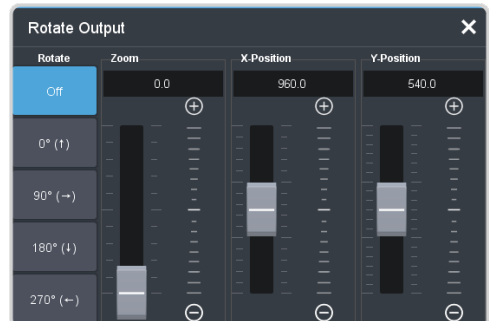 Rotate Output
Rotate Zoom X-Position Y-Position
Off 0.0 960.0 540.0
0° (↑)
90° (→)
180° (↓)
270° (←)